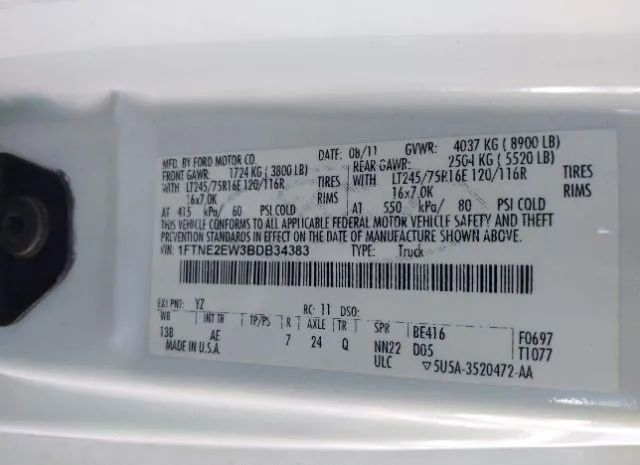 MFD. BY FORD MOTOR CO. DATE: 08/11 GVWR: 4037 KG ( 8900 LB)
FRONT GAWR: 1724 KG ( 3800 LB) REAR GAWR: 2504 KG ( 5520 LB)
WITH LT245/75R16E 120/116R TIRES WITH LT245/75R16E 120/116R TIRES
16x7.0K RIMS 16x7.0K RIMS
AT 415 kPa/ 60 PSI COLD AT 550 kPa/ 80 PSI COLD
THIS VEHICLE CONFORMS TO ALL APPLICABLE FEDERAL MOTOR VEHICLE SAFETY AND THEFT
PREVENTION STANDARDS IN EFFECT ON THE DATE OF MANUFACTURE SHOWN ABOVE.
VIN: 1FTNE2EW3BDB34383 TYPE: Truck
EXT PNT: YZ RC: 11 DSO:
WB INT TR TP/PS R AXLE TR SPR BE416 F0697
138 AE 7 24 Q NN22 D05 T1077
MADE IN U.S.A. ULC ▽5U5A-3520472-AA